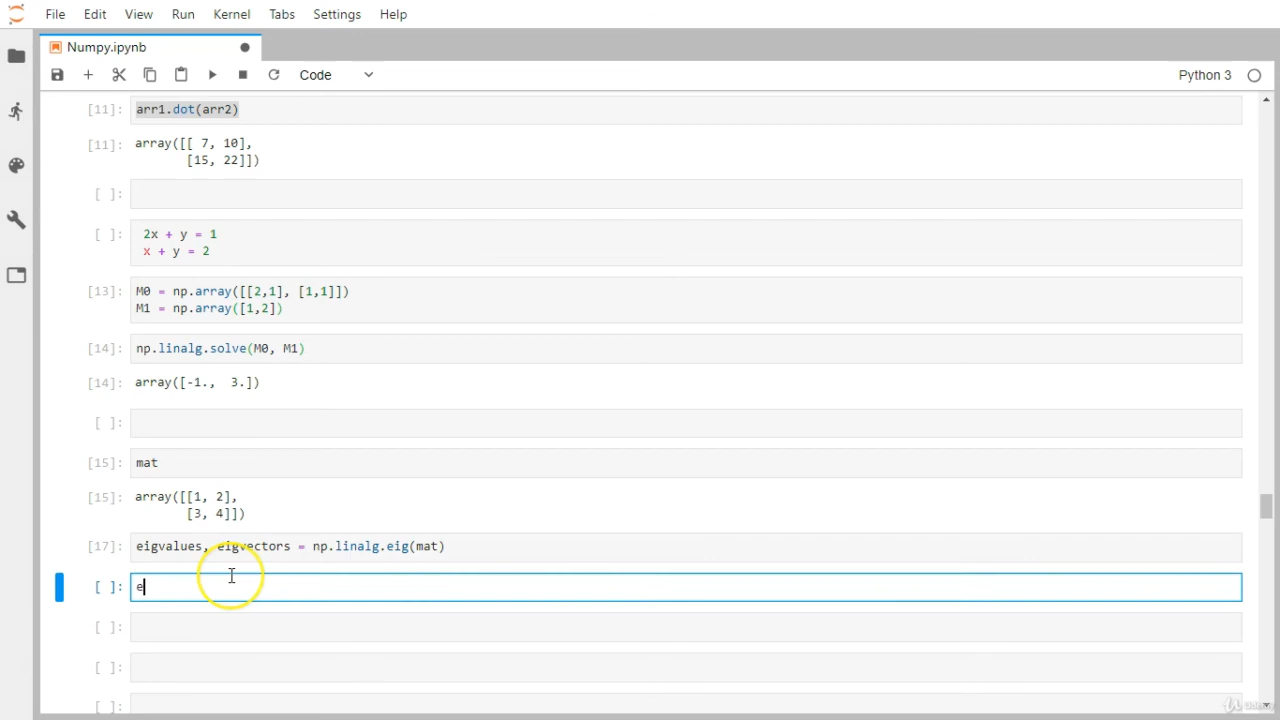 File Edit View Run Kernel Tabs Settings Help
Numpy.ipynb
Code
Python 3
[11]: arr1.dot(arr2)
[11]: array([[ 7, 10],
[15, 22]])
[ ]:
[ ]: 2x + y = 1
x + y = 2
[13]: M0 = np.array([[2,1], [1,1]])
M1 = np.array([1,2])
[14]: np.linalg.solve(M0, M1)
[14]: array([-1., 3.])
[ ]:
[15]: mat
[15]: array([[1, 2],
[3, 4]])
[17]: eigvalues, eigvectors = np.linalg.eig(mat)
[ ]: e
[ ]:
[ ]:
[ ]: